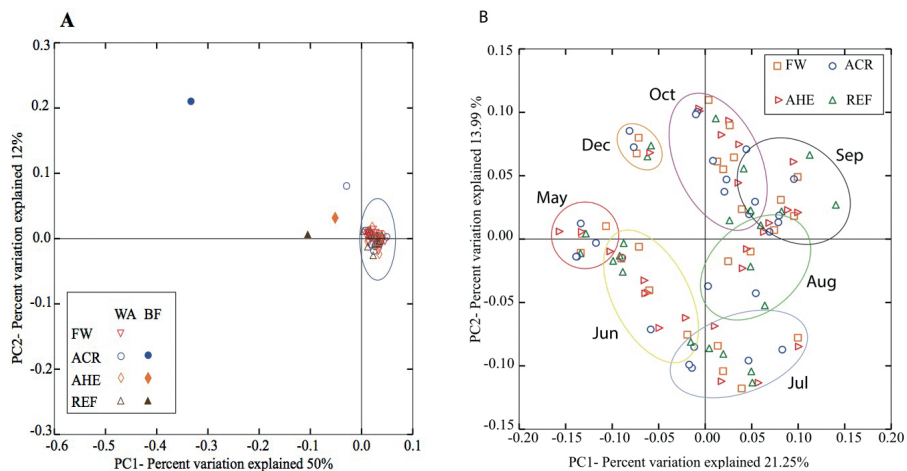 A
0.3
0.2
0.1
0.0
-0.1
-0.2
-0.3
-0.6 -0.5 -0.4 -0.3 -0.2 -0.1 0.0 0.1
PC2- Percent variation explained 12%
PC1- Percent variation explained 50%
WA BF
FW
ACR
AHE
REF
B
0.15
0.10
0.05
0.00
-0.05
-0.10
-0.15
-0.20 -0.15 -0.10 -0.05 0.00 0.05 0.10 0.15 0.20
PC2- Percent variation explained 13.99 %
PC1- Percent variation explained 21.25%
FW ACR
AHE REF
Oct
Dec
Sep
May
Aug
Jun
Jul